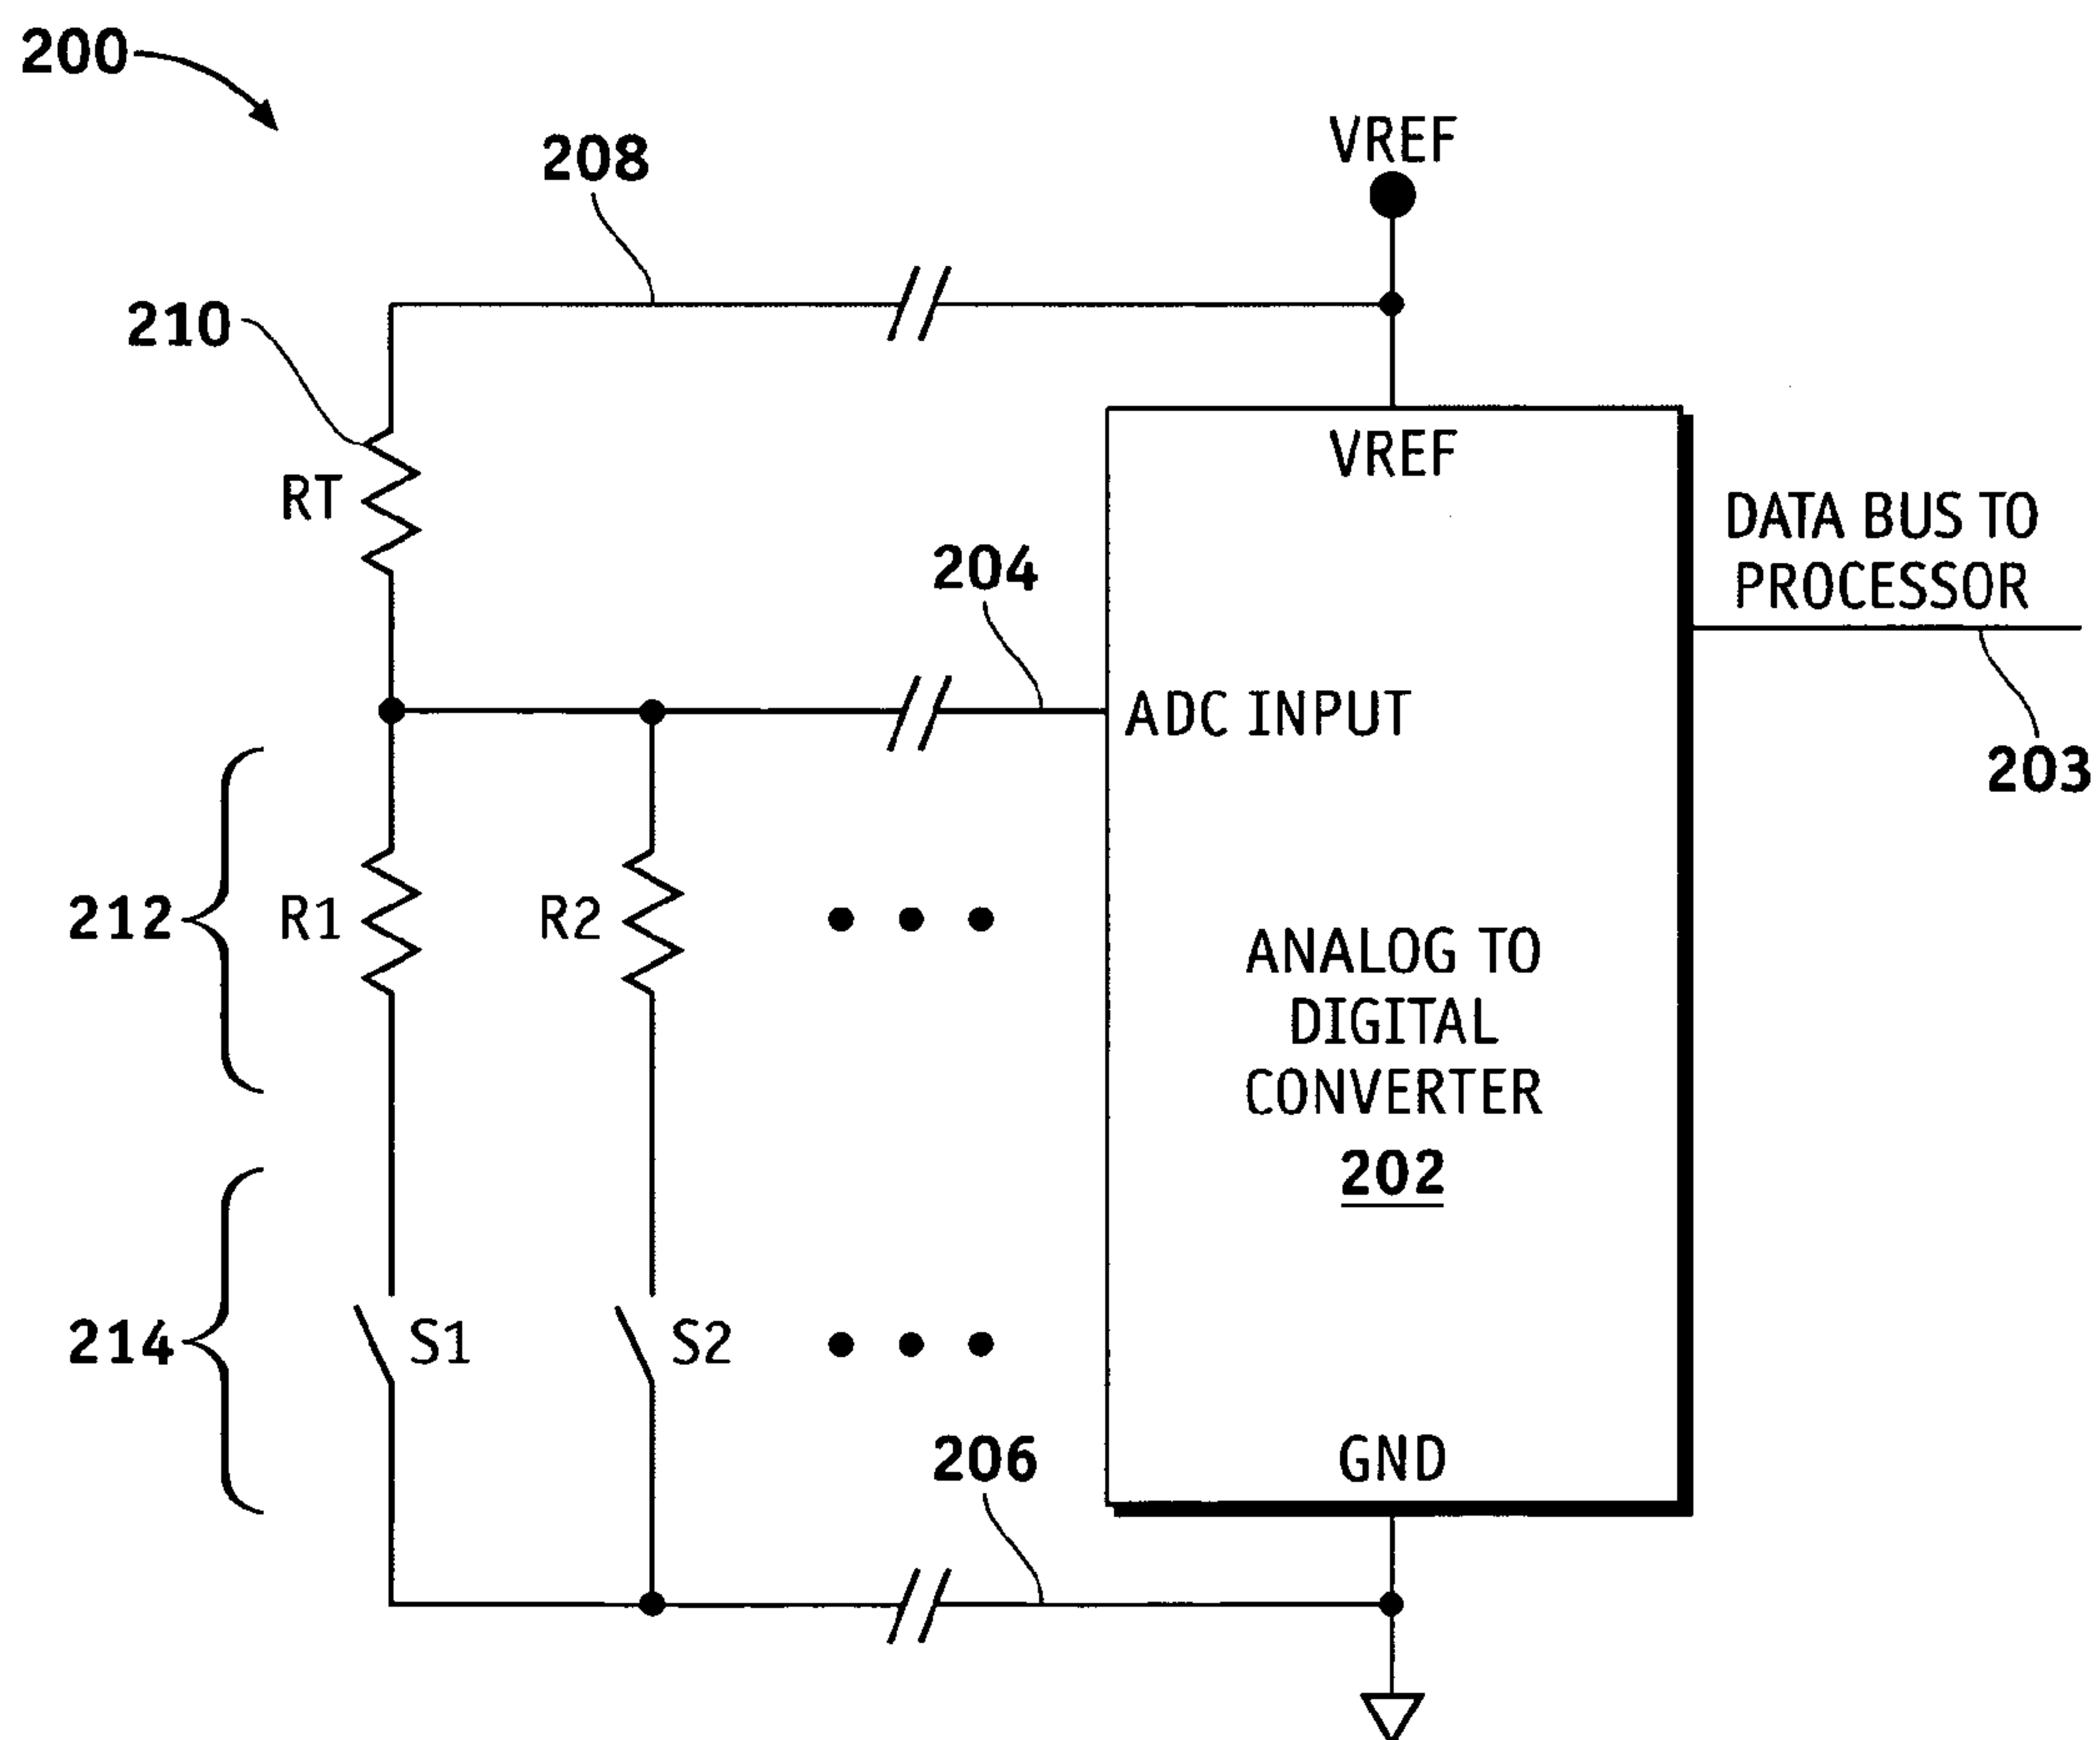 200
208
VREF
210
VREF
RT
DATA BUS TO
PROCESSOR
204
ADC INPUT
203
212
R1
R2
ANALOG TO
DIGITAL
CONVERTER
202
214
S1
S2
206
GND